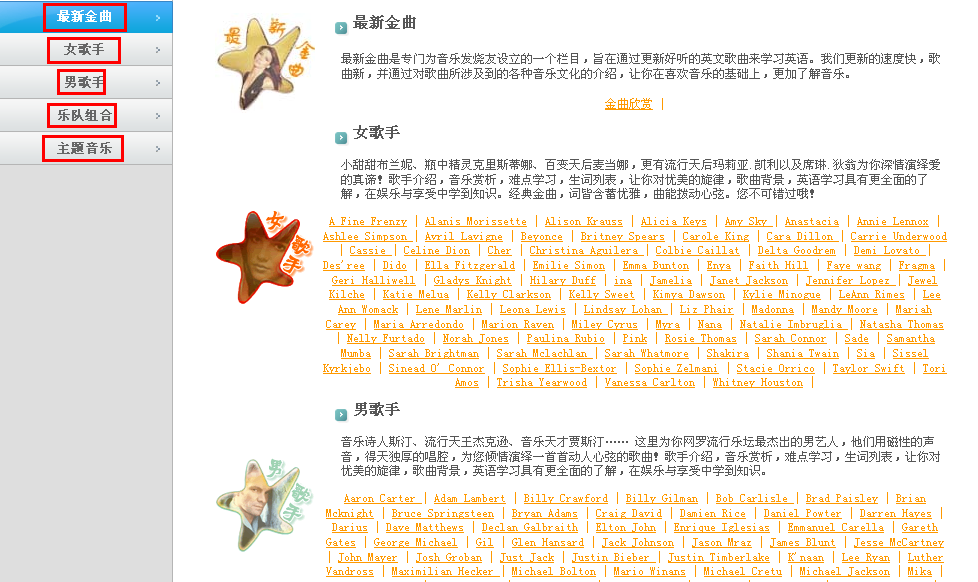 最新金曲
女歌手
男歌手
乐队组合
主题音乐
最新金曲
最新金曲
最新金曲是专门为音乐发烧友设立的一个栏目，旨在通过更新好听的英文歌曲来学习英语。我们更新的速度快，歌
曲新，并通过对歌曲所涉及到的各种音乐文化的介绍，让你在喜欢音乐的基础上，更加了解音乐。
金曲欣赏 |
女歌手
小甜甜布兰妮、瓶中精灵克里斯蒂娜、百变天后麦当娜，更有流行天后玛莉亚.凯利以及席琳.狄翁为你深情演绎爱
的真谛！歌手介绍，音乐赏析，难点学习，生词列表，让你对优美的旋律，歌曲背景，英语学习具有更全面的了
解，在娱乐与享受中学到知识。经典金曲，词皆含蓄优雅，曲能拨动心弦。您不可错过哦！
女歌手
A Fine Frenzy | Alanis Morissette | Alison Krauss | Alicia Keys | Amy Sky | Anastacia | Annie Lennox |
Ashlee Simpson | Avril Lavigne | Beyonce | Britney Spears | Carole King | Cara Dillon | Carrie Underwood
| Cassie | Celine Dion | Cher | Christina Aguilera | Colbie Caillat | Delta Goodrem | Demi Lovato |
Des'ree | Dido | Ella Fitzgerald | Emilie Simon | Emma Bunton | Enya | Faith Hill | Faye wang | Fragma |
Geri Halliwell | Gladys Knight | Hilary Duff | ina | Jamelia | Janet Jackson | Jennifer Lopez | Jewel
Kilche | Katie Melua | Kelly Clarkson | Kelly Sweet | Kimya Dawson | Kylie Minogue | LeAnn Rimes | Lee
Ann Womack | Lene Marlin | Leona Lewis | Lindsay Lohan | Liz Phair | Madonna | Mandy Moore | Mariah
Carey | Maria Arredondo | Marion Raven | Miley Cyrus | Myra | Nana | Natalie Imbruglia | Natasha Thomas
| Nelly Furtado | Norah Jones | Paulina Rubio | Pink | Rosie Thomas | Sarah Connor | Sade | Samantha
Mumba | Sarah Brightman | Sarah Mclachlan | Sarah Whatmore | Shakira | Shania Twain | Sia | Sissel
Kyrkjebo | Sinead O' Connor | Sophie Ellis-Bextor | Sophie Zelmani | Stacie Orrico | Taylor Swift | Tori
Amos | Trisha Yearwood | Vanessa Carlton | Whitney Houston |
男歌手
音乐诗人斯汀、流行天王杰克逊、音乐天才贾斯汀…… 这里为你网罗流行乐坛最杰出的男艺人，他们用磁性的声
音，得天独厚的唱腔，为您倾情演绎一首首动人心弦的歌曲！歌手介绍，音乐赏析，难点学习，生词列表，让你对
优美的旋律，歌曲背景，英语学习具有更全面的了解，在娱乐与享受中学到知识。
男歌手
Aaron Carter | Adam Lambert | Billy Crawford | Billy Gilman | Bob Carlisle | Brad Paisley | Brian
Mcknight | Bruce Springsteen | Bryan Adams | Craig David | Damien Rice | Daniel Powter | Darren Hayes |
Darius | Dave Matthews | Declan Galbraith | Elton John | Enrique Iglesias | Emmanuel Carella | Gareth
Gates | George Michael | Gil | Glen Hansard | Jack Johnson | Jason Mraz | James Blunt | Jesse McCartney
| John Mayer | Josh Groban | Just Jack | Justin Bieber | Justin Timberlake | K'naan | Lee Ryan | Luther
Vandross | Maximilian Hecker | Michael Bolton | Mario Winans | Michael Cretu | Michael Jackson | Mika |